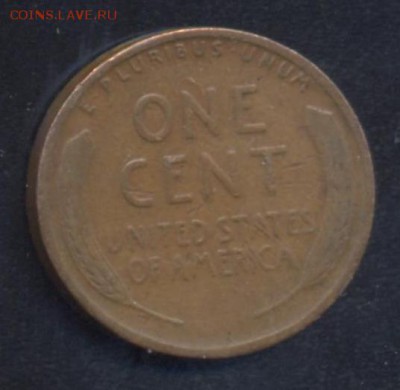 COINS.LAVE.RU
E·PLURIBUS·UNUM
ONE
CENT
UNITED STATES
OF AMERICA